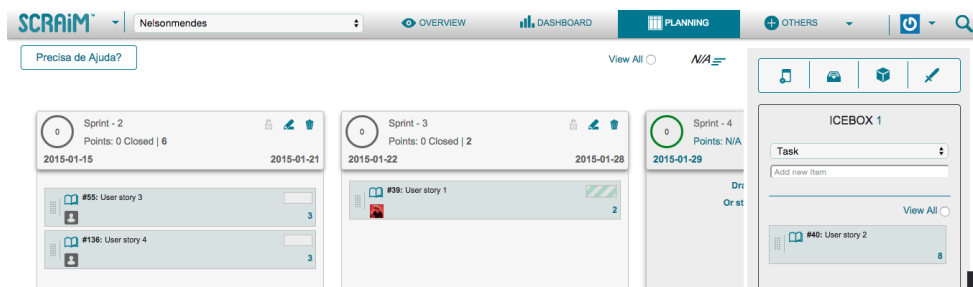 SCRAiM™
Nelsonmendes
OVERVIEW
DASHBOARD
PLANNING
OTHERS
Precisa de Ajuda?
View All
N/A
0
Sprint - 2
Points: 0 Closed | 6
2015-01-15
2015-01-21
#55: User story 3
3
#136: User story 4
3
0
Sprint - 3
Points: 0 Closed | 2
2015-01-22
2015-01-28
#39: User story 1
2
0
Sprint - 4
Points: N/A
2015-01-29
Or st
ICEBOX 1
Task
Add new item
View All
#40: User story 2
8